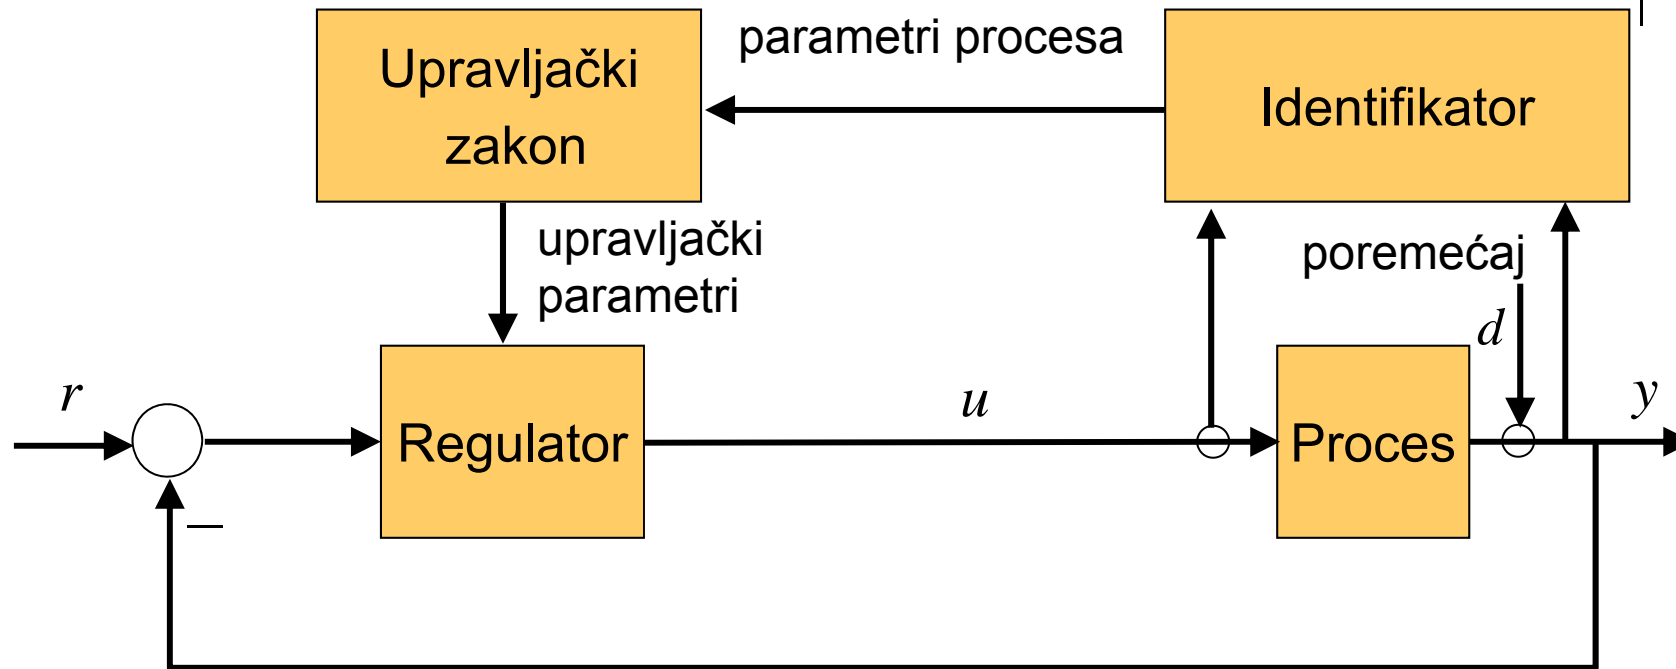 Upravljački
zakon
parametri procesa
Identifikator
upravljački
parametri
poremećaj
d
r
Regulator
u
Proces
y
—